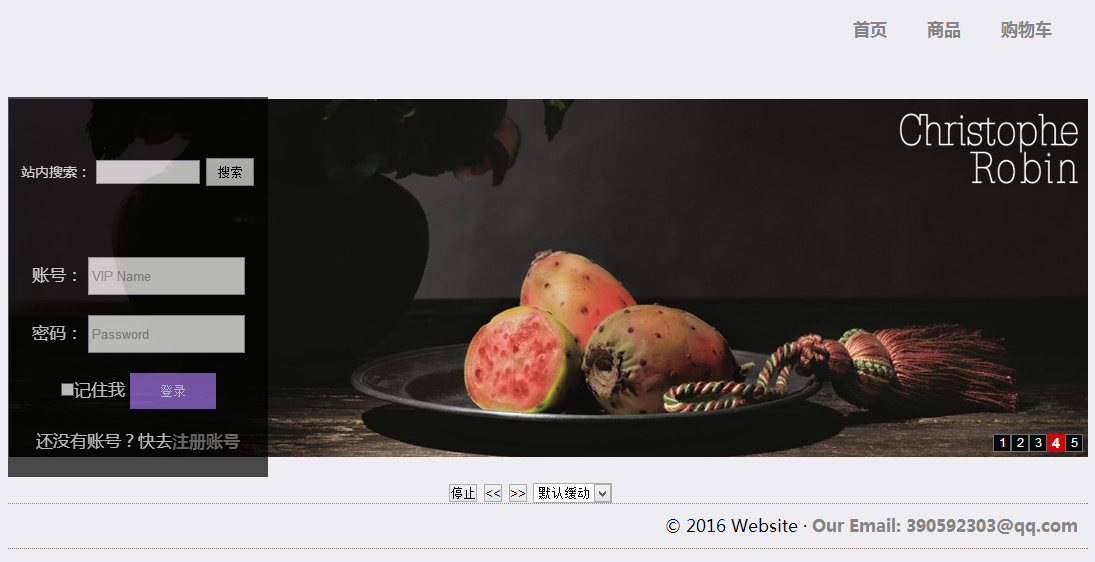 首页 商品 购物车
Christophe
Robin
站内搜索： 搜索
账号： VIP Name
密码： Password
记住我 登录
还没有账号？快去注册账号
1 2 3 4 5
停止 << >> 默认缓动
© 2016 Website · Our Email: 390592303@qq.com